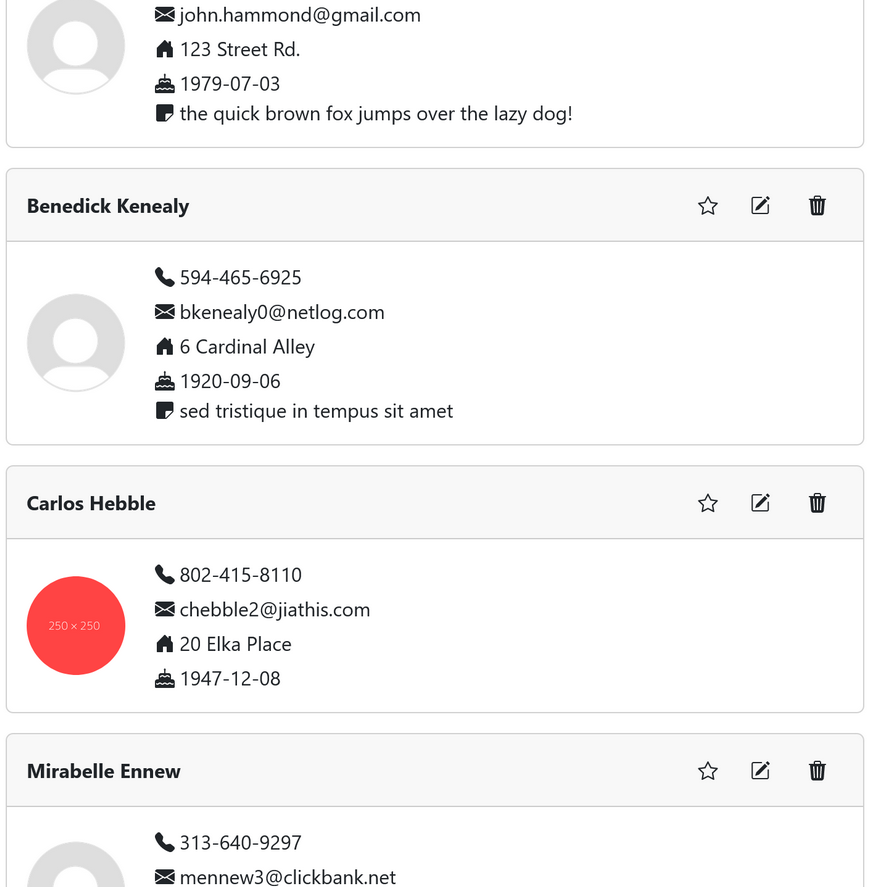 john.hammond@gmail.com
123 Street Rd.
1979-07-03
the quick brown fox jumps over the lazy dog!
Benedick Kenealy
594-465-6925
bkenealy0@netlog.com
6 Cardinal Alley
1920-09-06
sed tristique in tempus sit amet
Carlos Hebble
802-415-8110
250 × 250
chebble2@jiathis.com
20 Elka Place
1947-12-08
Mirabelle Ennew
313-640-9297
mennew3@clickbank.net